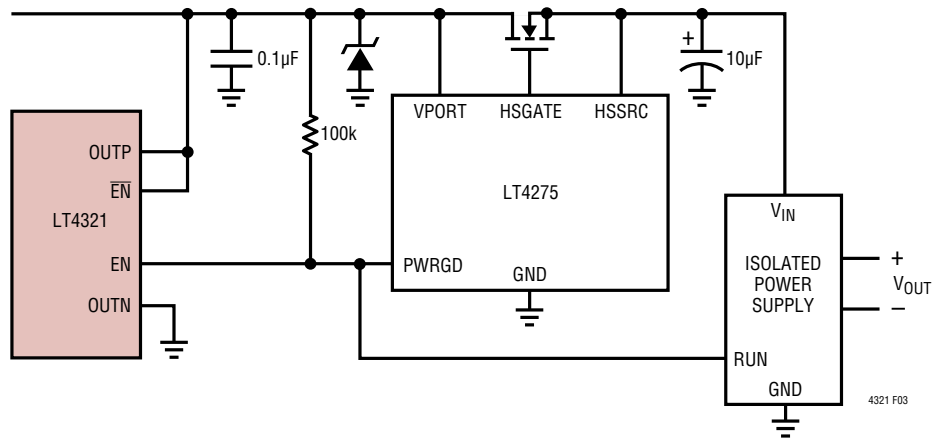 0.1µF
100k
VPORT
HSGATE
HSSRC
10µF
+
OUTP
EN
LT4321
EN
OUTN
LT4275
PWRGD
GND
VIN
ISOLATED
POWER
SUPPLY
+
VOUT
–
RUN
GND
4321 F03